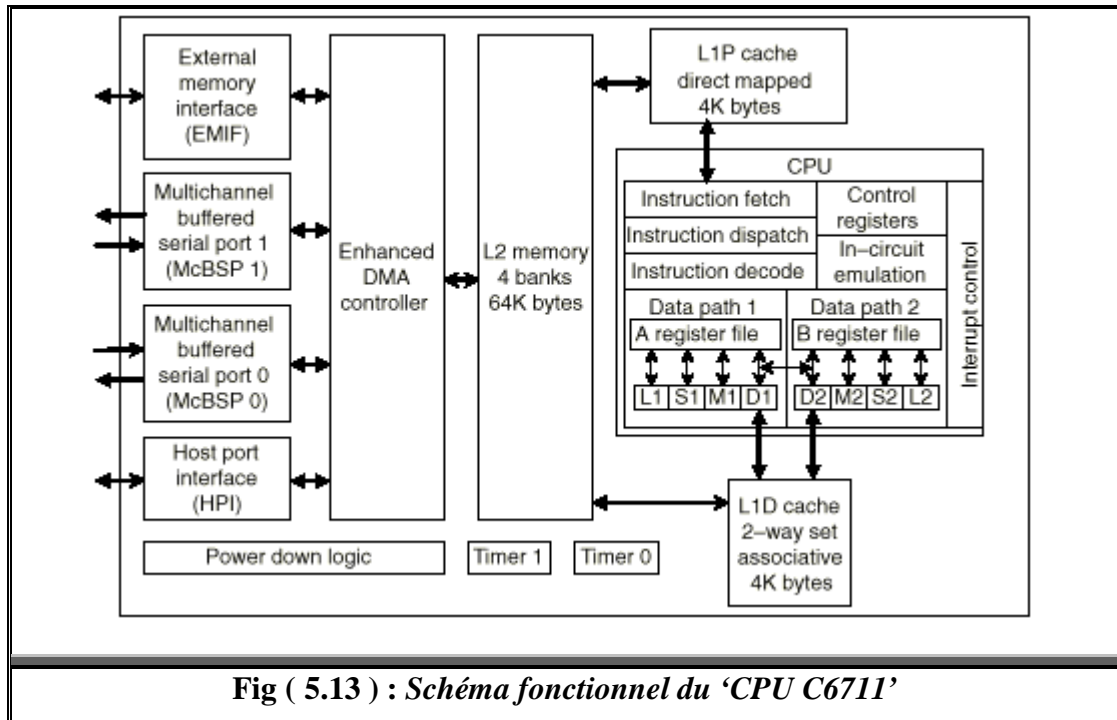 External
memory
interface
(EMIF)
Multichannel
buffered
serial port 1
(McBSP 1)
Multichannel
buffered
serial port 0
(McBSP 0)
Host port
interface
(HPI)
Enhanced
DMA
controller
L2 memory
4 banks
64K bytes
L1P cache
direct mapped
4K bytes
CPU
Instruction fetch
Instruction dispatch
Instruction decode
Control
registers
In–circuit
emulation
Interrupt control
Data path 1
A register file
L1 S1 M1 D1
Data path 2
B register file
D2 M2 S2 L2
L1D cache
2–way set
associative
4K bytes
Power down logic
Timer 1
Timer 0
Fig ( 5.13 ) : Schéma fonctionnel du ‘CPU C6711’